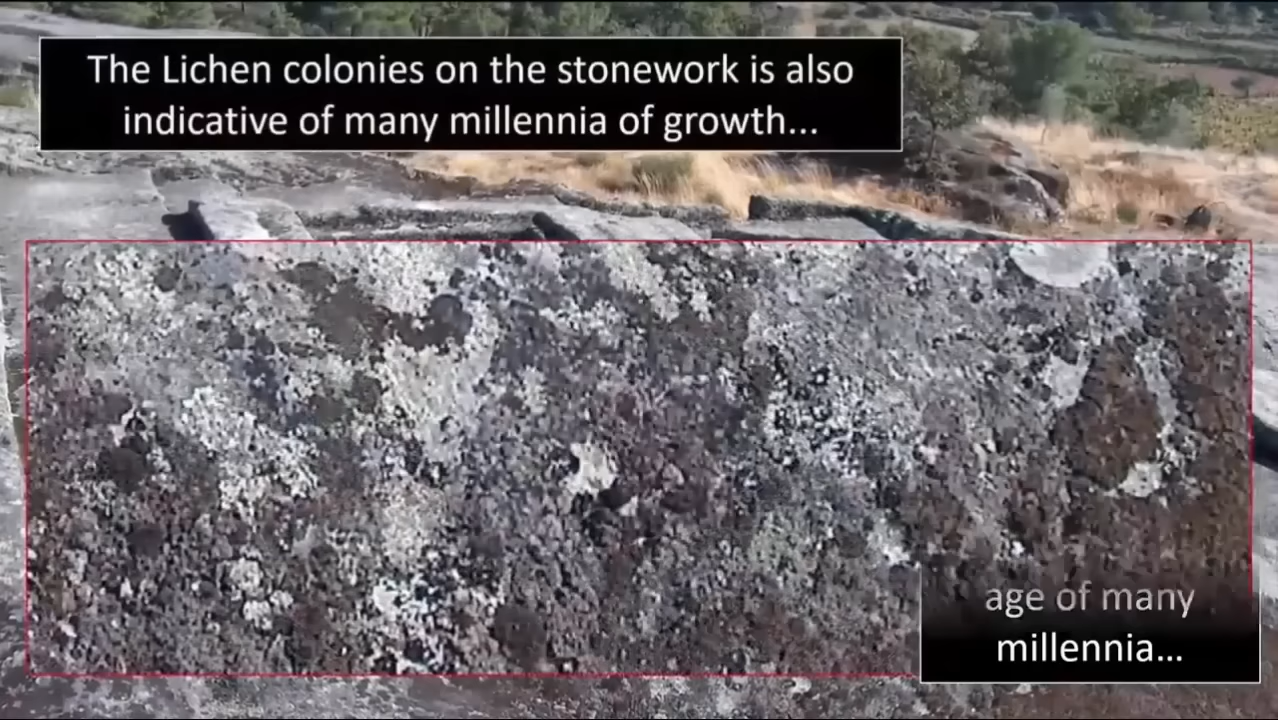 The Lichen colonies on the stonework is also
indicative of many millennia of growth...
age of many
millennia...